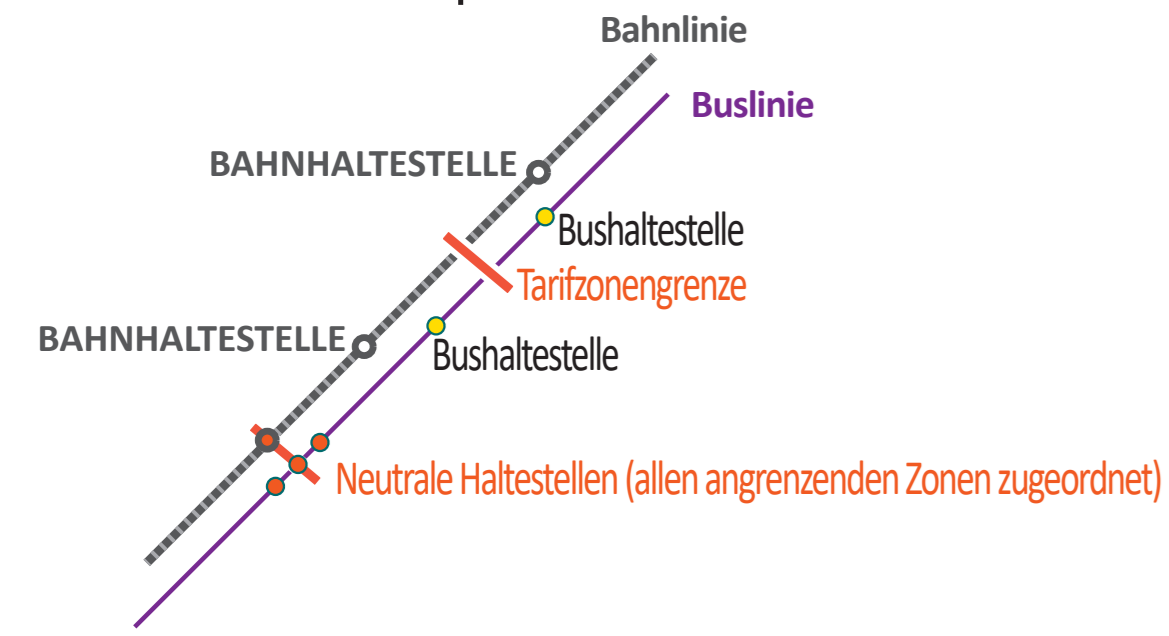 Bahnlinie
Buslinie
BAHNHALTESTELLE
Bushaltestelle
Tarifzonengrenze
BAHNHALTESTELLE
Bushaltestelle
Neutrale Haltestellen (allen angrenzenden Zonen zugeordnet)